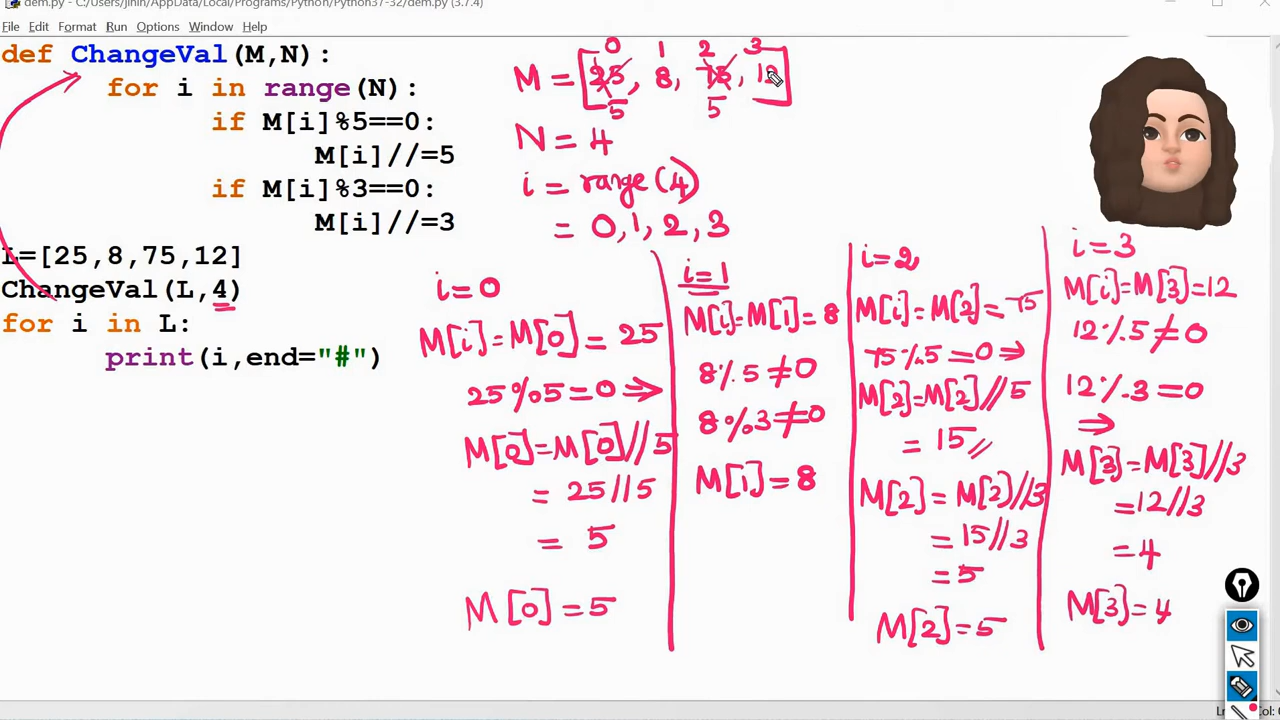 dem.py - C:/Users/jihin/AppData/Local/Programs/Python/Python37-32/dem.py (3.7.4)
File Edit Format Run Options Window Help
def ChangeVal(M,N):
for i in range(N):
if M[i]%5==0:
M[i]//=5
if M[i]%3==0:
M[i]//=3
L=[25,8,75,12]
ChangeVal(L,4)
for i in L:
print(i,end="#")
0 1 2 3
M = [25, 8, 15, 12]
5 5
N = 4
i = range(4)
= 0,1,2,3
i=0
M[i]=M[0]=25
25%5=0⇒
M[0]=M[0]//5
= 25//5
= 5
M[0]=5
i=1
M[i]=M[1]=8
8%5≠0
8%3≠0
M[i]=8
i=2
M[i]=M[2]=75
75%5=0⇒
M[2]=M[2]//5
= 15//
M[2]=M[2]//3
= 15//3
= 5
M[2]=5
i=3
M[i]=M[3]=12
12%5≠0
12%3=0
⇒
M[3]=M[3]//3
=12//3
=4
M[3]=4